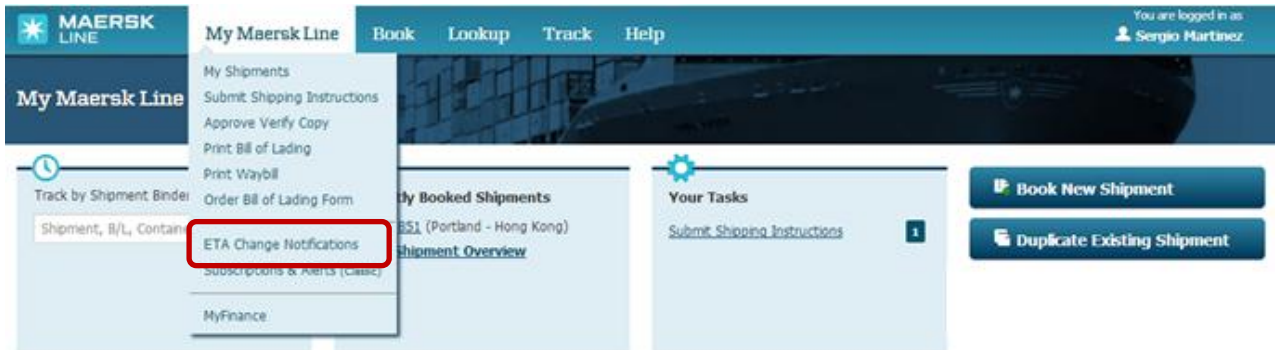 MAERSK
LINE
My Maersk Line
Book
Lookup
Track
Help
You are logged in as
Sergio Martinez
My Maersk Line
My Shipments
Submit Shipping Instructions
Approve Verify Copy
Print Bill of Lading
Print Waybill
Order Bill of Lading Form
ETA Change Notifications
Subscriptions & Alerts (Classic)
MyFinance
Track by Shipment Binde
Shipment, B/L, Containe
tly Booked Shipments
851 (Portland - Hong Kong)
Shipment Overview
Your Tasks
Submit Shipping Instructions
1
Book New Shipment
Duplicate Existing Shipment